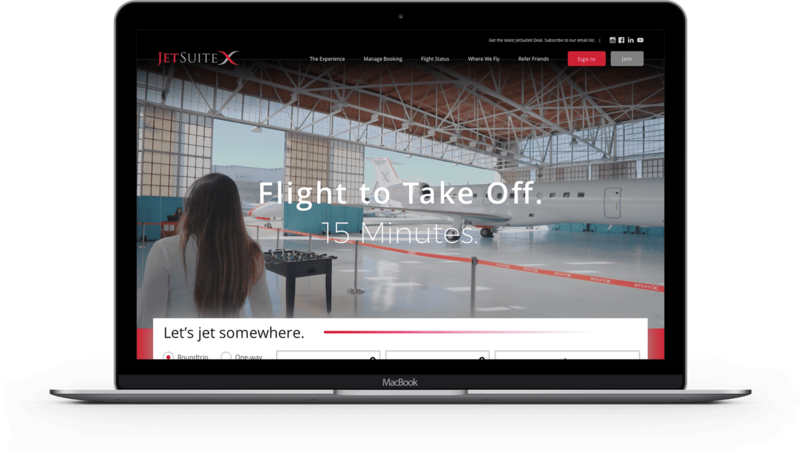 Get the latest JetSuiteX Deal. Subscribe to our email list. |
JETSUITEX
The Experience Manage Booking Flight Status Where We Fly Refer Friends Sign In Join
Flight to Take Off.
15 Minutes.
Let's jet somewhere.
Roundtrip One-way
MacBook